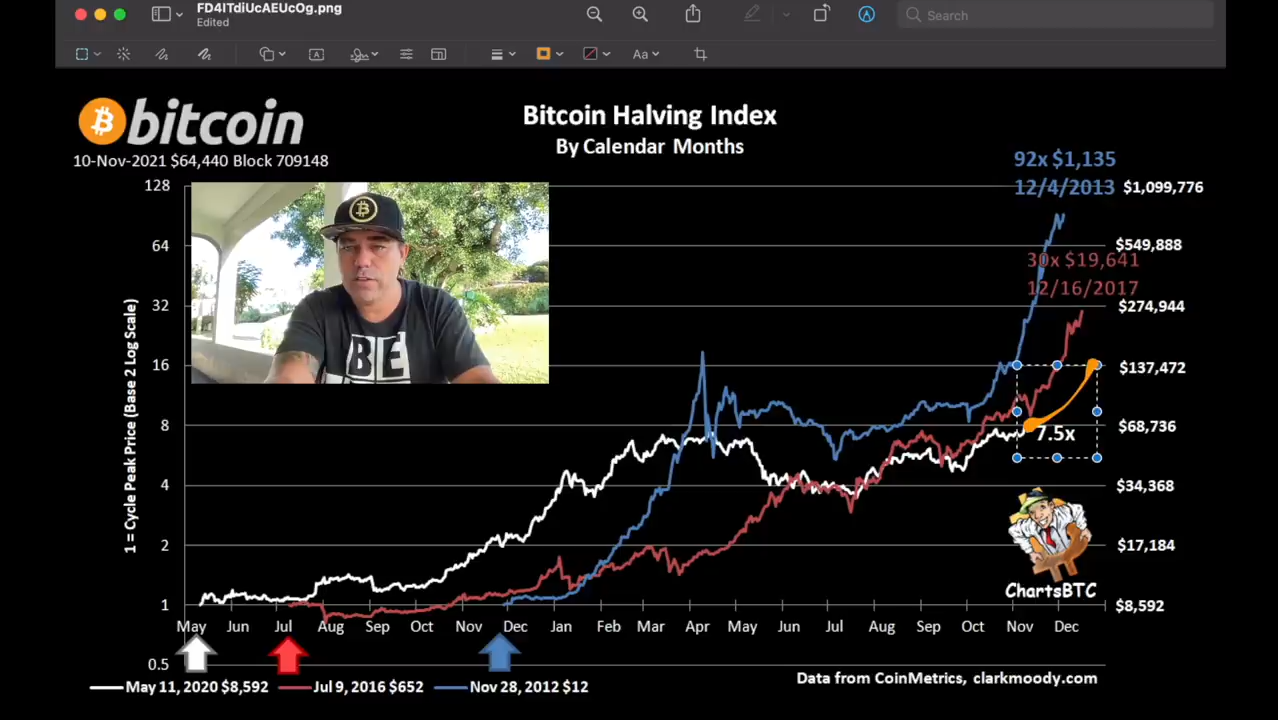 FD4ITdiUcAEUcOg.png
Edited
Search
Aa
bitcoin
10-Nov-2021 $64,440 Block 709148
Bitcoin Halving Index
By Calendar Months
92x $1,135
12/4/2013
30x $19,641
12/16/2017
1 = Cycle Peak Price (Base 2 Log Scale)
128
64
32
16
8
4
2
1
0.5
$1,099,776
$549,888
$274,944
$137,472
$68,736
$34,368
$17,184
$8,592
7.5x
BE
ChartsBTC
May Jun Jul Aug Sep Oct Nov Dec Jan Feb Mar Apr May Jun Jul Aug Sep Oct Nov Dec
May 11, 2020 $8,592 Jul 9, 2016 $652 Nov 28, 2012 $12
Data from CoinMetrics, clarkmoody.com